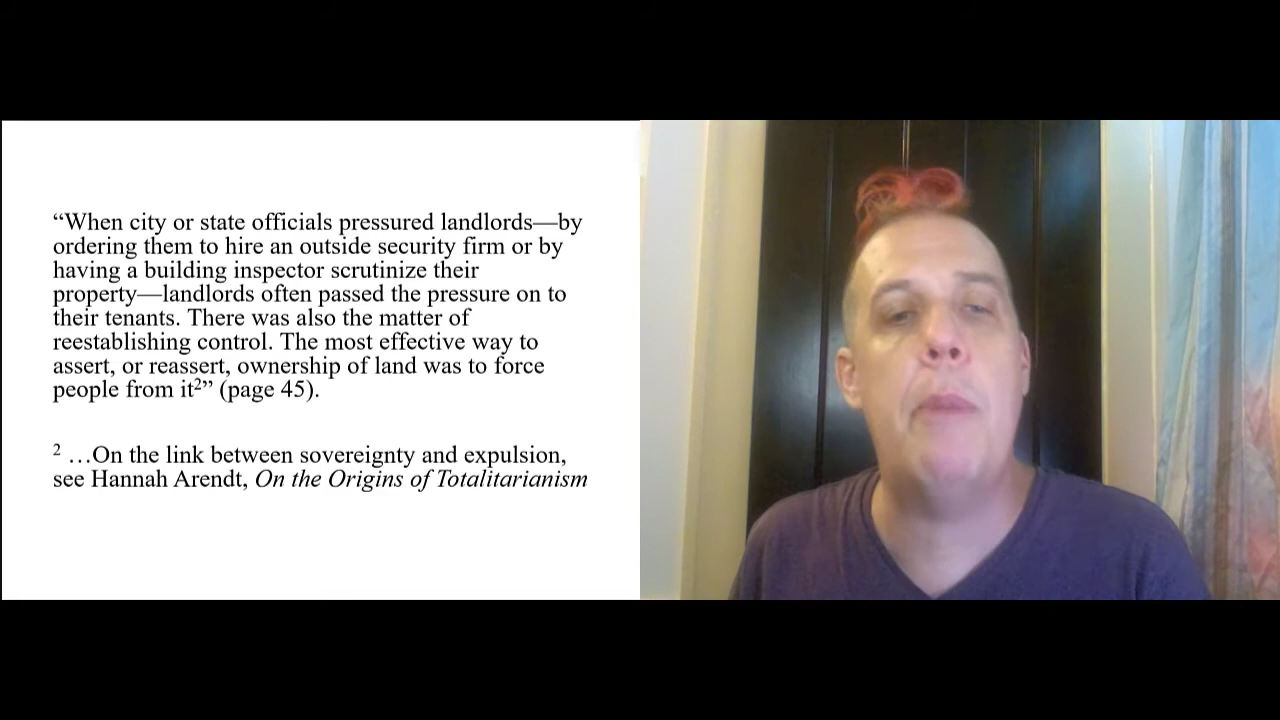 “When city or state officials pressured landlords—by
ordering them to hire an outside security firm or by
having a building inspector scrutinize their
property—landlords often passed the pressure on to
their tenants. There was also the matter of
reestablishing control. The most effective way to
assert, or reassert, ownership of land was to force
people from it²” (page 45).
² …On the link between sovereignty and expulsion,
see Hannah Arendt, On the Origins of Totalitarianism